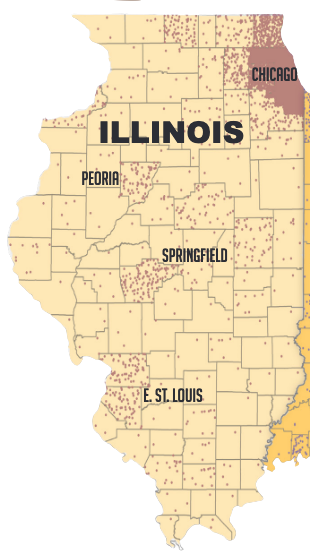 CHICAGO
ILLINOIS
PEORIA
SPRINGFIELD
E. ST. LOUIS